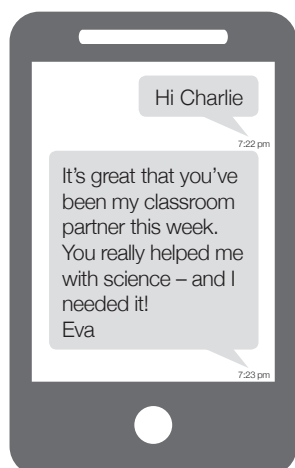 Hi Charlie
7:22 pm
It's great that you've
been my classroom
partner this week.
You really helped me
with science – and I
needed it!
Eva
7:23 pm